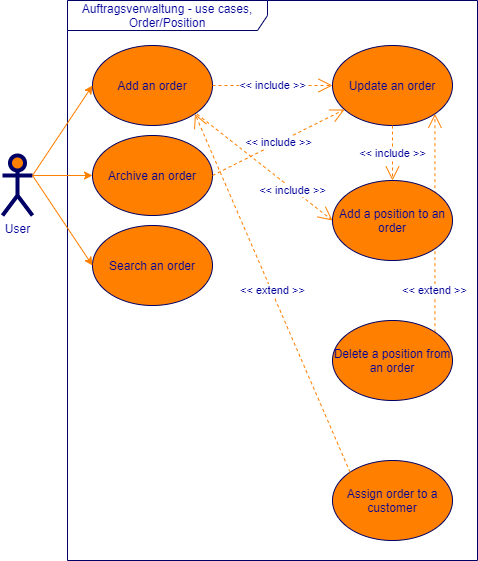 Auftragsverwaltung - use cases,
Order/Position
Add an order
<< include >>
Update an order
<< include >>
<< include >>
Archive an order
<< include >>
User
Add a position to an
order
Search an order
<< extend >>
<< extend >>
Delete a position from
an order
Assign order to a
customer